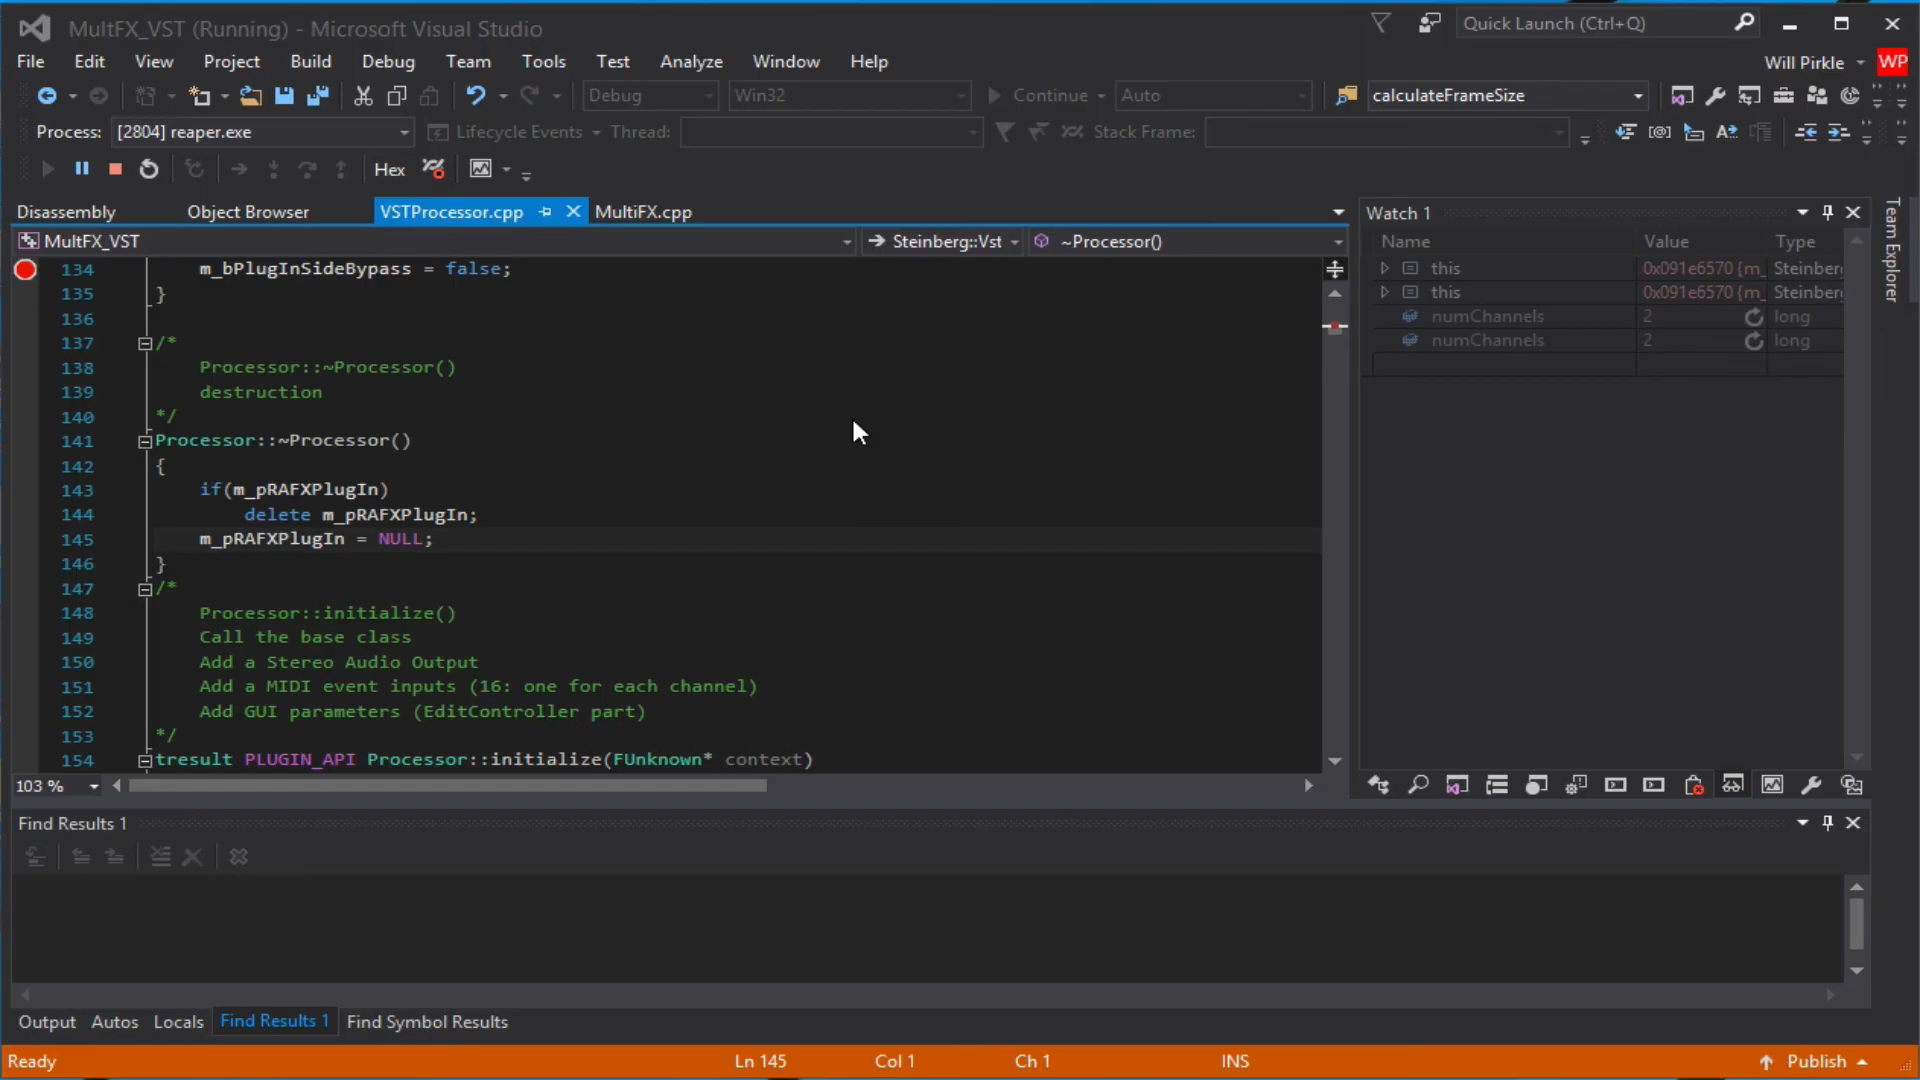 MultFX_VST (Running) - Microsoft Visual Studio
Quick Launch (Ctrl+Q)
File Edit View Project Build Debug Team Tools Test Analyze Window Help
Will Pirkle WP
Debug Win32 Continue Auto calculateFrameSize
Process: [2804] reaper.exe Lifecycle Events Thread: Stack Frame:
Hex
Disassembly Object Browser VSTProcessor.cpp MultiFX.cpp
MultFX_VST Steinberg::Vst ~Processor()
134 m_bPlugInSideBypass = false;
135 }
136
137 /*
138 Processor::~Processor()
139 destruction
140 */
141 Processor::~Processor()
142 {
143 if(m_pRAFXPlugIn)
144 delete m_pRAFXPlugIn;
145 m_pRAFXPlugIn = NULL;
146 }
147 /*
148 Processor::initialize()
149 Call the base class
150 Add a Stereo Audio Output
151 Add a MIDI event inputs (16: one for each channel)
152 Add GUI parameters (EditController part)
153 */
154 tresult PLUGIN_API Processor::initialize(FUnknown* context)
103 %
Watch 1
Name Value Type
this 0x091e6570 {m_ Steinber
this 0x091e6570 {m_ Steinber
numChannels 2 long
numChannels 2 long
Team Explorer
Find Results 1
Output Autos Locals Find Results 1 Find Symbol Results
Ready Ln 145 Col 1 Ch 1 INS Publish